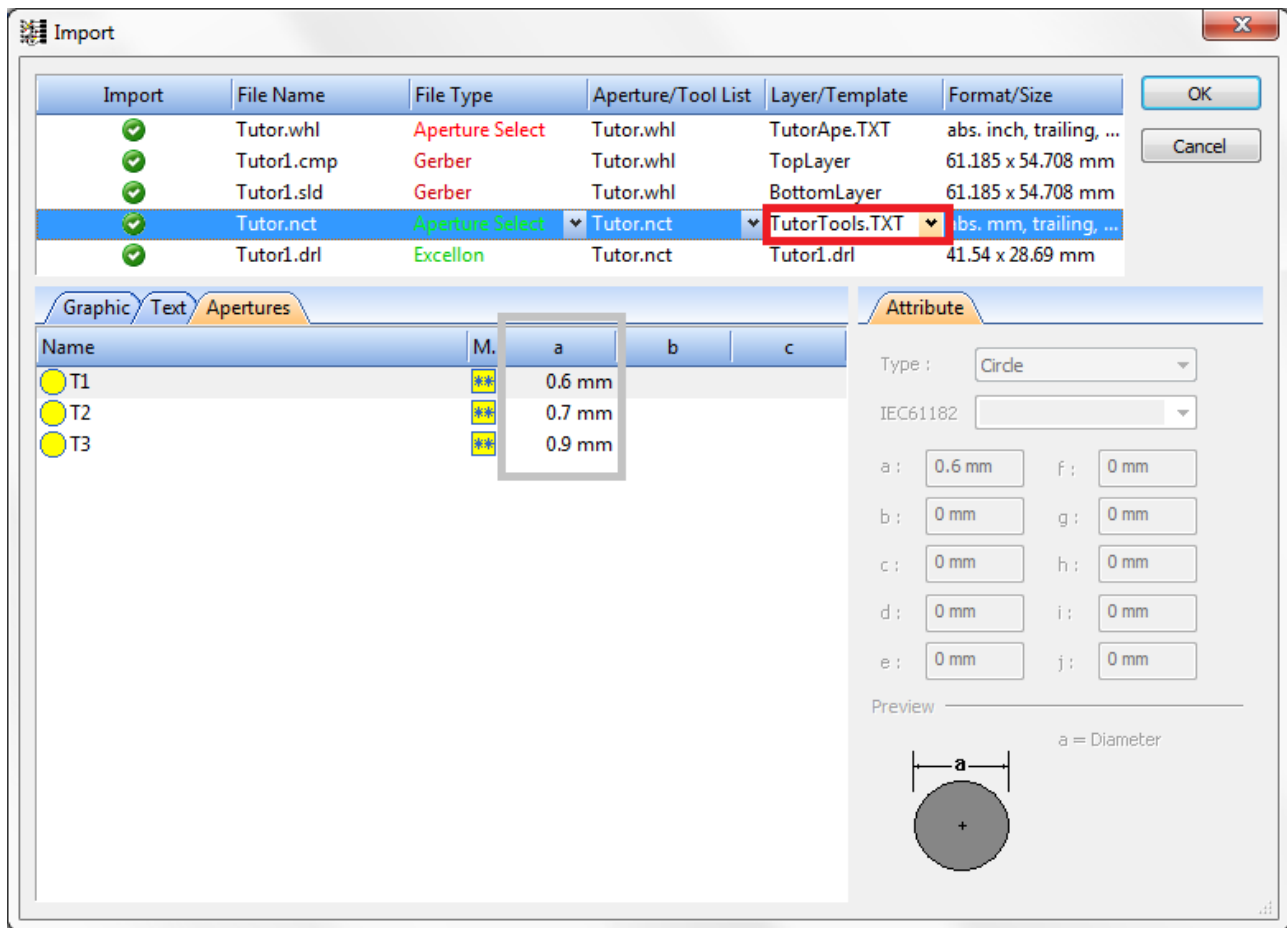 Import
Import File Name File Type Aperture/Tool List Layer/Template Format/Size OK
Tutor.whl Aperture Select Tutor.whl TutorApe.TXT abs. inch, trailing, ...
Cancel
Tutor1.cmp Gerber Tutor.whl TopLayer 61.185 x 54.708 mm
Tutor1.sld Gerber Tutor.whl BottomLayer 61.185 x 54.708 mm
Tutor.nct Aperture Select Tutor.nct TutorTools.TXT abs. mm, trailing, ...
Tutor1.drl Excellon Tutor.nct Tutor1.drl 41.54 x 28.69 mm
Graphic Text Apertures Attribute
Name M. a b c
T1 ** 0.6 mm
T2 ** 0.7 mm
T3 ** 0.9 mm
Type : Circle
IEC61182
a : 0.6 mm f : 0 mm
b : 0 mm g : 0 mm
c : 0 mm h : 0 mm
d : 0 mm i : 0 mm
e : 0 mm j : 0 mm
Preview
a = Diameter
a